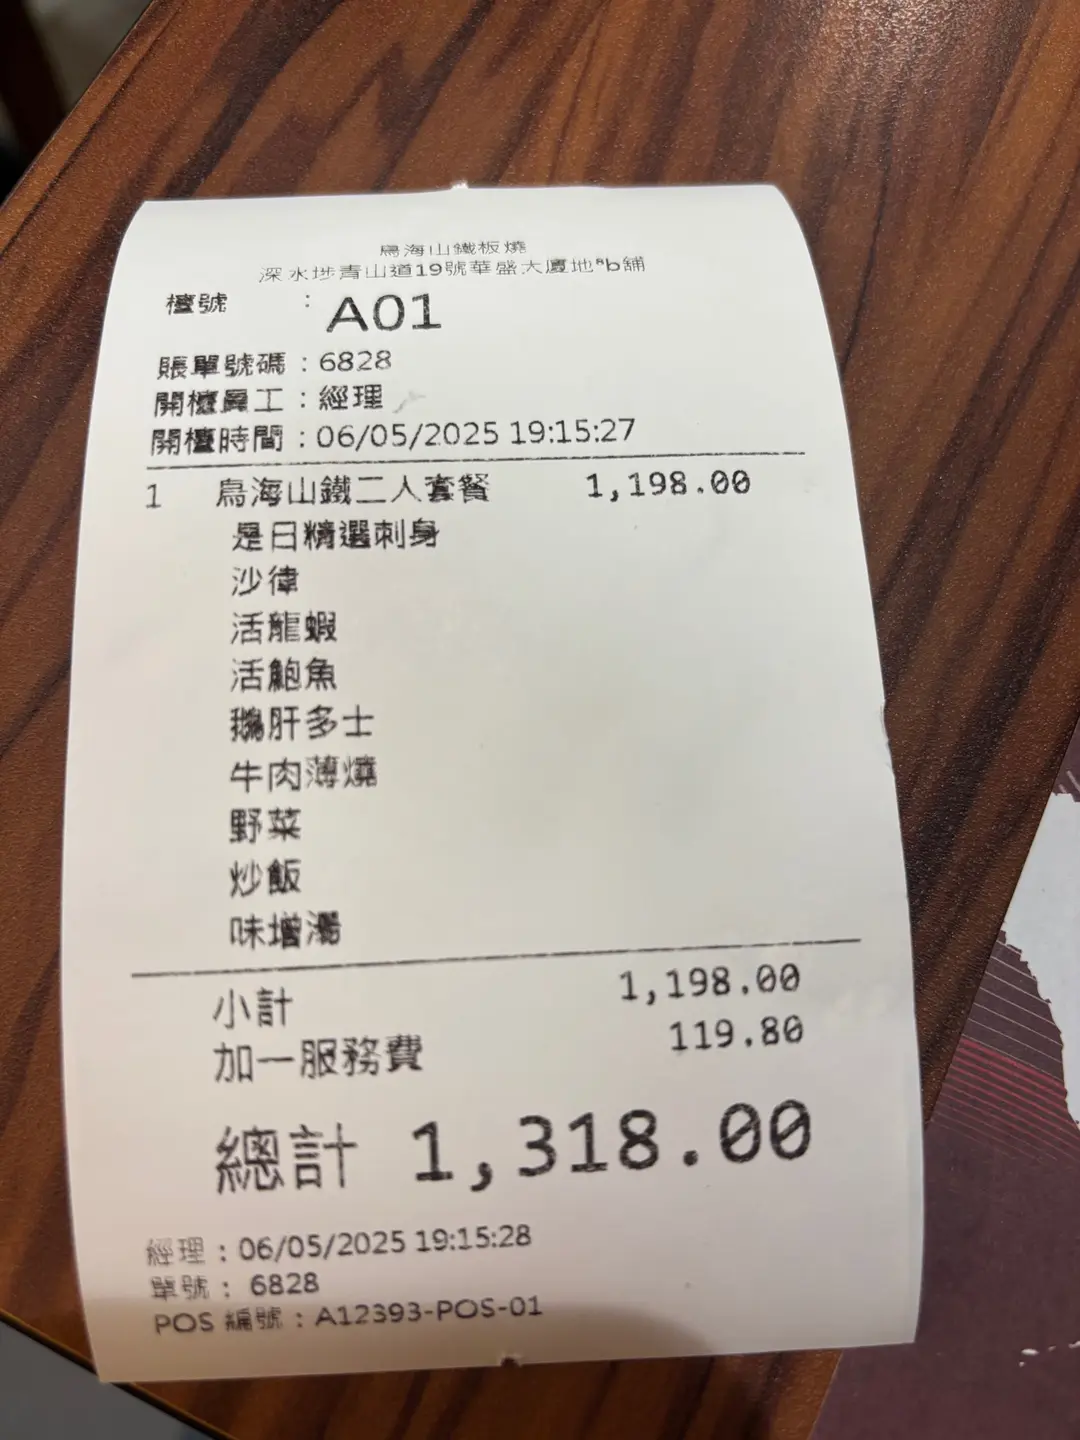 鳥海山鐵板燒
深水埗青山道19號華盛大廈地ªb舖
檯號 : A01
賬單號碼 : 6828
開檯員工 : 經理
開檯時間 : 06/05/2025 19:15:27
1 鳥海山鐵二人套餐 1,198.00
是日精選刺身
沙律
活龍蝦
活鮑魚
鵝肝多士
牛肉薄燒
野菜
炒飯
味增湯
小計 1,198.00
加一服務費 119.80
總計 1,318.00
經理 : 06/05/2025 19:15:28
單號 : 6828
POS 編號 : A12393-POS-01